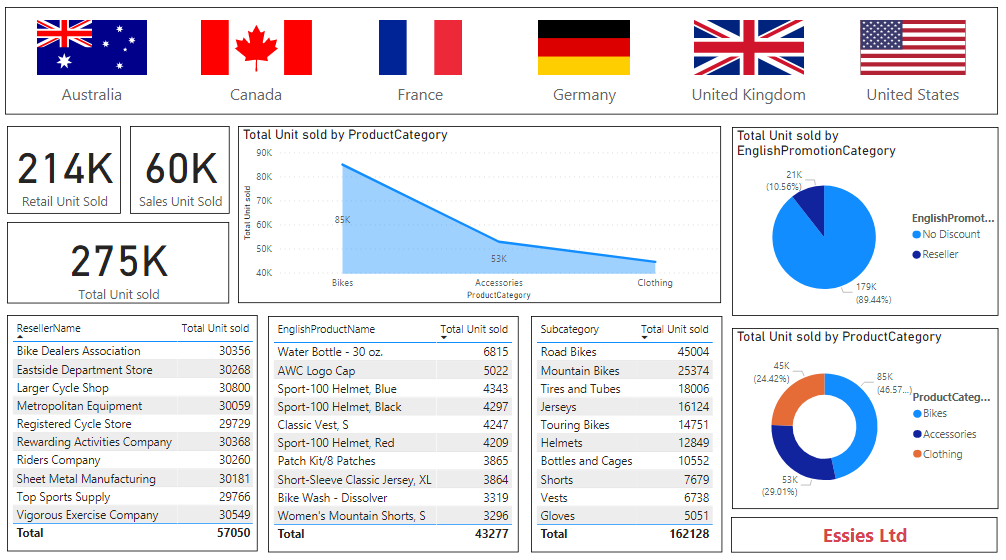 Australia
Canada
France
Germany
United Kingdom
United States
214K
Retail Unit Sold
60K
Sales Unit Sold
275K
Total Unit sold
Total Unit sold by ProductCategory
90K
80K
70K
60K
50K
40K
Total Unit sold
85K
53K
Bikes
Accessories
Clothing
ProductCategory
Total Unit sold by
EnglishPromotionCategory
21K
(10.56%)
179K
(89.44%)
EnglishPromot...
No Discount
Reseller
ResellerName Total Unit sold
Bike Dealers Association 30356
Eastside Department Store 30268
Larger Cycle Shop 30800
Metropolitan Equipment 30059
Registered Cycle Store 29729
Rewarding Activities Company 30368
Riders Company 30260
Sheet Metal Manufacturing 30181
Top Sports Supply 29766
Vigorous Exercise Company 30549
Total 57050
EnglishProductName Total Unit sold
Water Bottle - 30 oz. 6815
AWC Logo Cap 5022
Sport-100 Helmet, Blue 4343
Sport-100 Helmet, Black 4297
Classic Vest, S 4247
Sport-100 Helmet, Red 4209
Patch Kit/8 Patches 3865
Short-Sleeve Classic Jersey, XL 3864
Bike Wash - Dissolver 3319
Women's Mountain Shorts, S 3296
Total 43277
Subcategory Total Unit sold
Road Bikes 45004
Mountain Bikes 25374
Tires and Tubes 18006
Jerseys 16124
Touring Bikes 14751
Helmets 12849
Bottles and Cages 10552
Shorts 7679
Vests 6738
Gloves 5051
Total 162128
Total Unit sold by ProductCategory
45K
(24.42%)
85K
(46.57...
53K
(29.01%)
ProductCateg...
Bikes
Accessories
Clothing
Essies Ltd